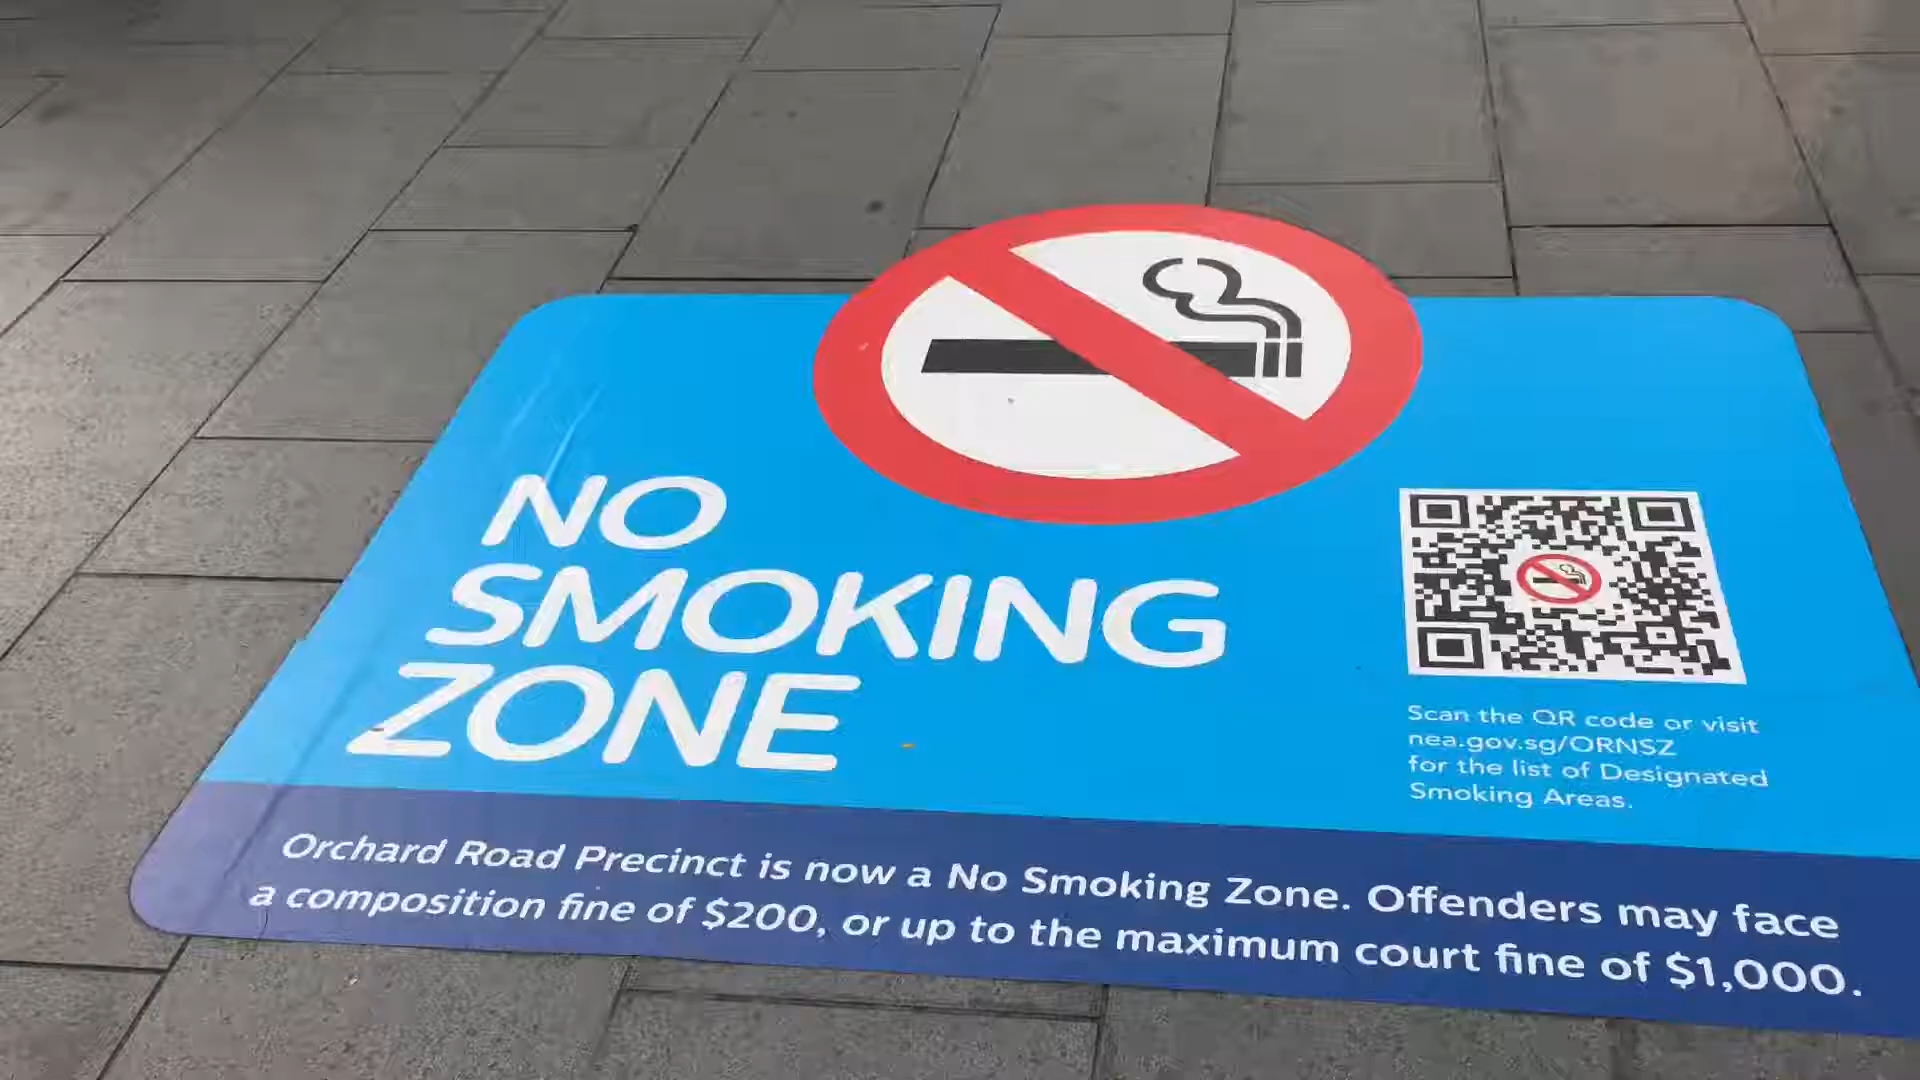 NO
SMOKING
ZONE
Scan the QR code or visit
nea.gov.sg/ORNSZ
for the list of Designated
Smoking Areas.
Orchard Road Precinct is now a No Smoking Zone. Offenders may face
a composition fine of $200, or up to the maximum court fine of $1,000.